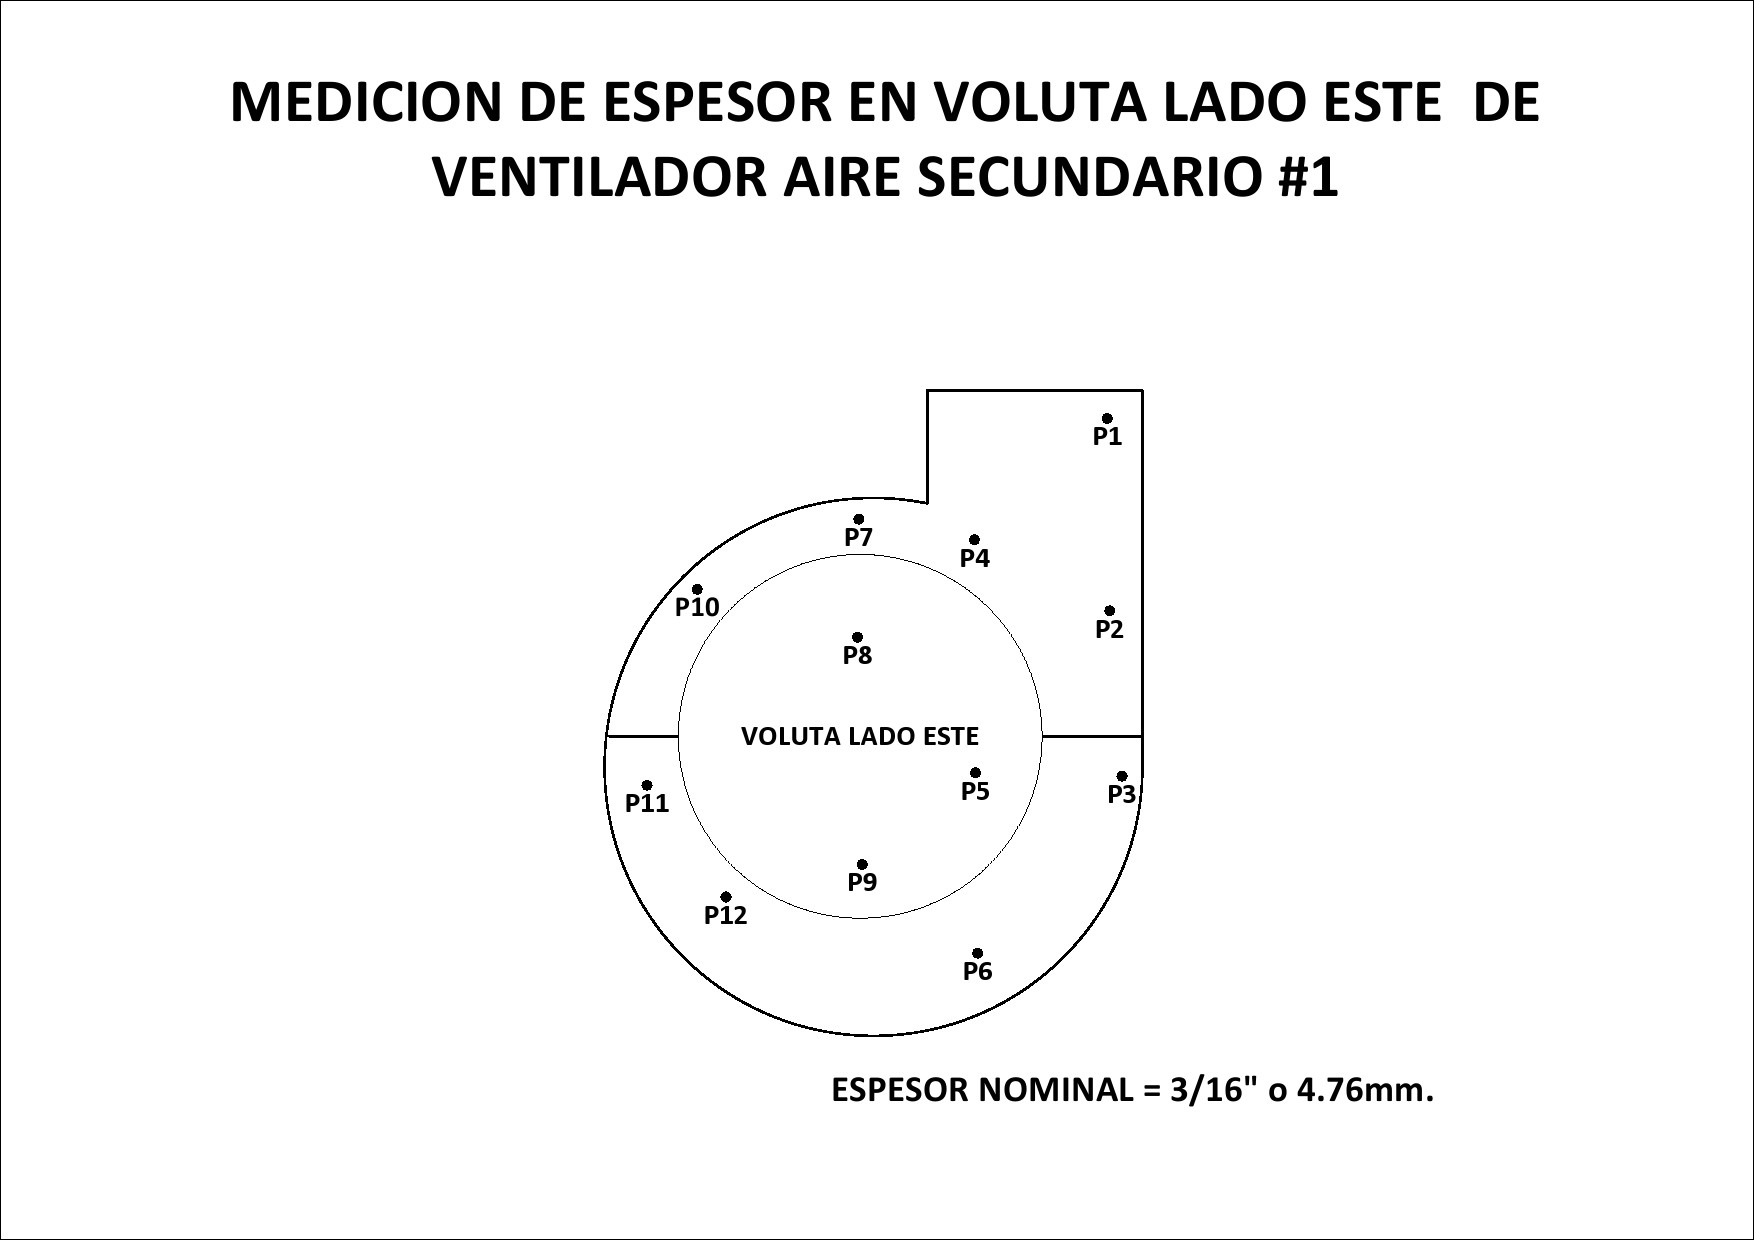 MEDICION DE ESPESOR EN VOLUTA LADO ESTE  DE
VENTILADOR AIRE SECUNDARIO #1
P1
P7
P4
P10
P2
P8
VOLUTA LADO ESTE
P5
P3
P11
P9
P12
P6
ESPESOR NOMINAL = 3/16" o 4.76mm.